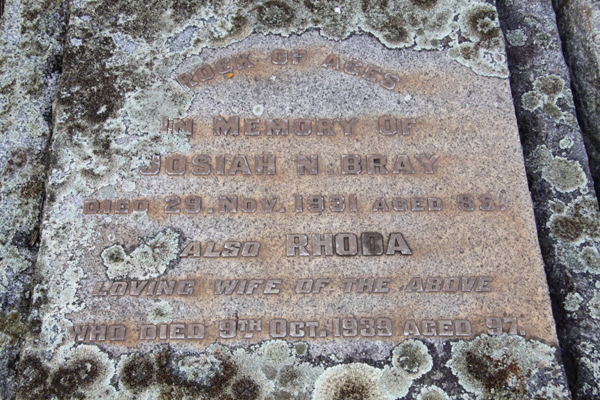 ROCK OF AGES
IN MEMORY OF
JOSIAH N BRAY
DIED 29. NOV. 1931 AGED 85.
ALSO RHODA
LOVING WIFE OF THE ABOVE
WHO DIED 9TH OCT. 1939 AGED 97.